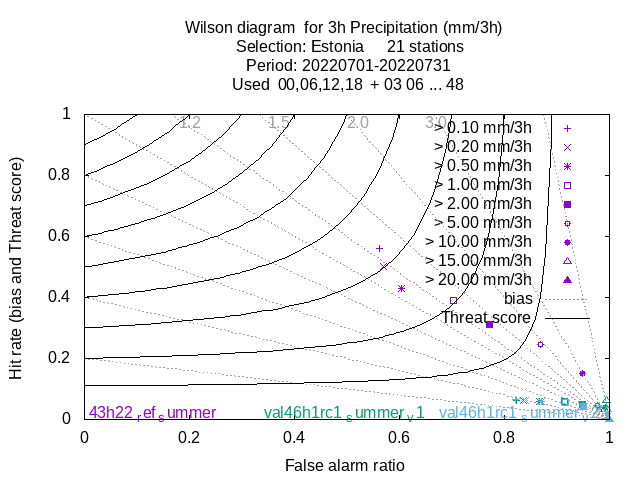 Wilson diagram  for 3h Precipitation (mm/3h)
Selection: Estonia     21 stations
Period: 20220701-20220731
Used  00,06,12,18  + 03 06 ... 48
1
0.8
0.6
0.4
0.2
0
Hit rate (bias and Threat score)
1.2 1.5 2.0 3.0
> 0.10 mm/3h
> 0.20 mm/3h
> 0.50 mm/3h
> 1.00 mm/3h
> 2.00 mm/3h
> 5.00 mm/3h
> 10.00 mm/3h
> 15.00 mm/3h
> 20.00 mm/3h
bias
Threat score
43h22ref summer val46h1rc1summerv1 val46h1rc1summerv
0 0.2 0.4 0.6 0.8 1
False alarm ratio